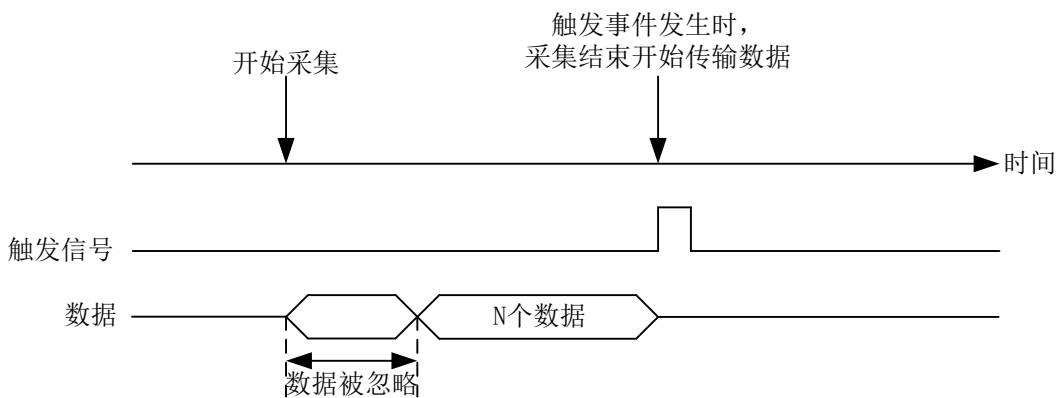 触发事件发生时，
采集结束开始传输数据
开始采集
时间
触发信号
数据
N个数据
数据被忽略